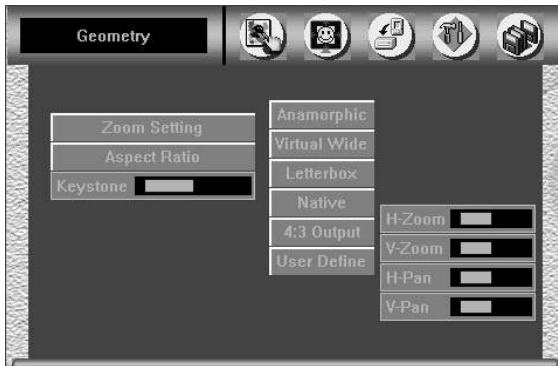 Geometry
Zoom Setting
Aspect Ratio
Keystone
Anamorphic
Virtual Wide
Letterbox
Native
4:3 Output
User Define
H-Zoom
V-Zoom
H-Pan
V-Pan